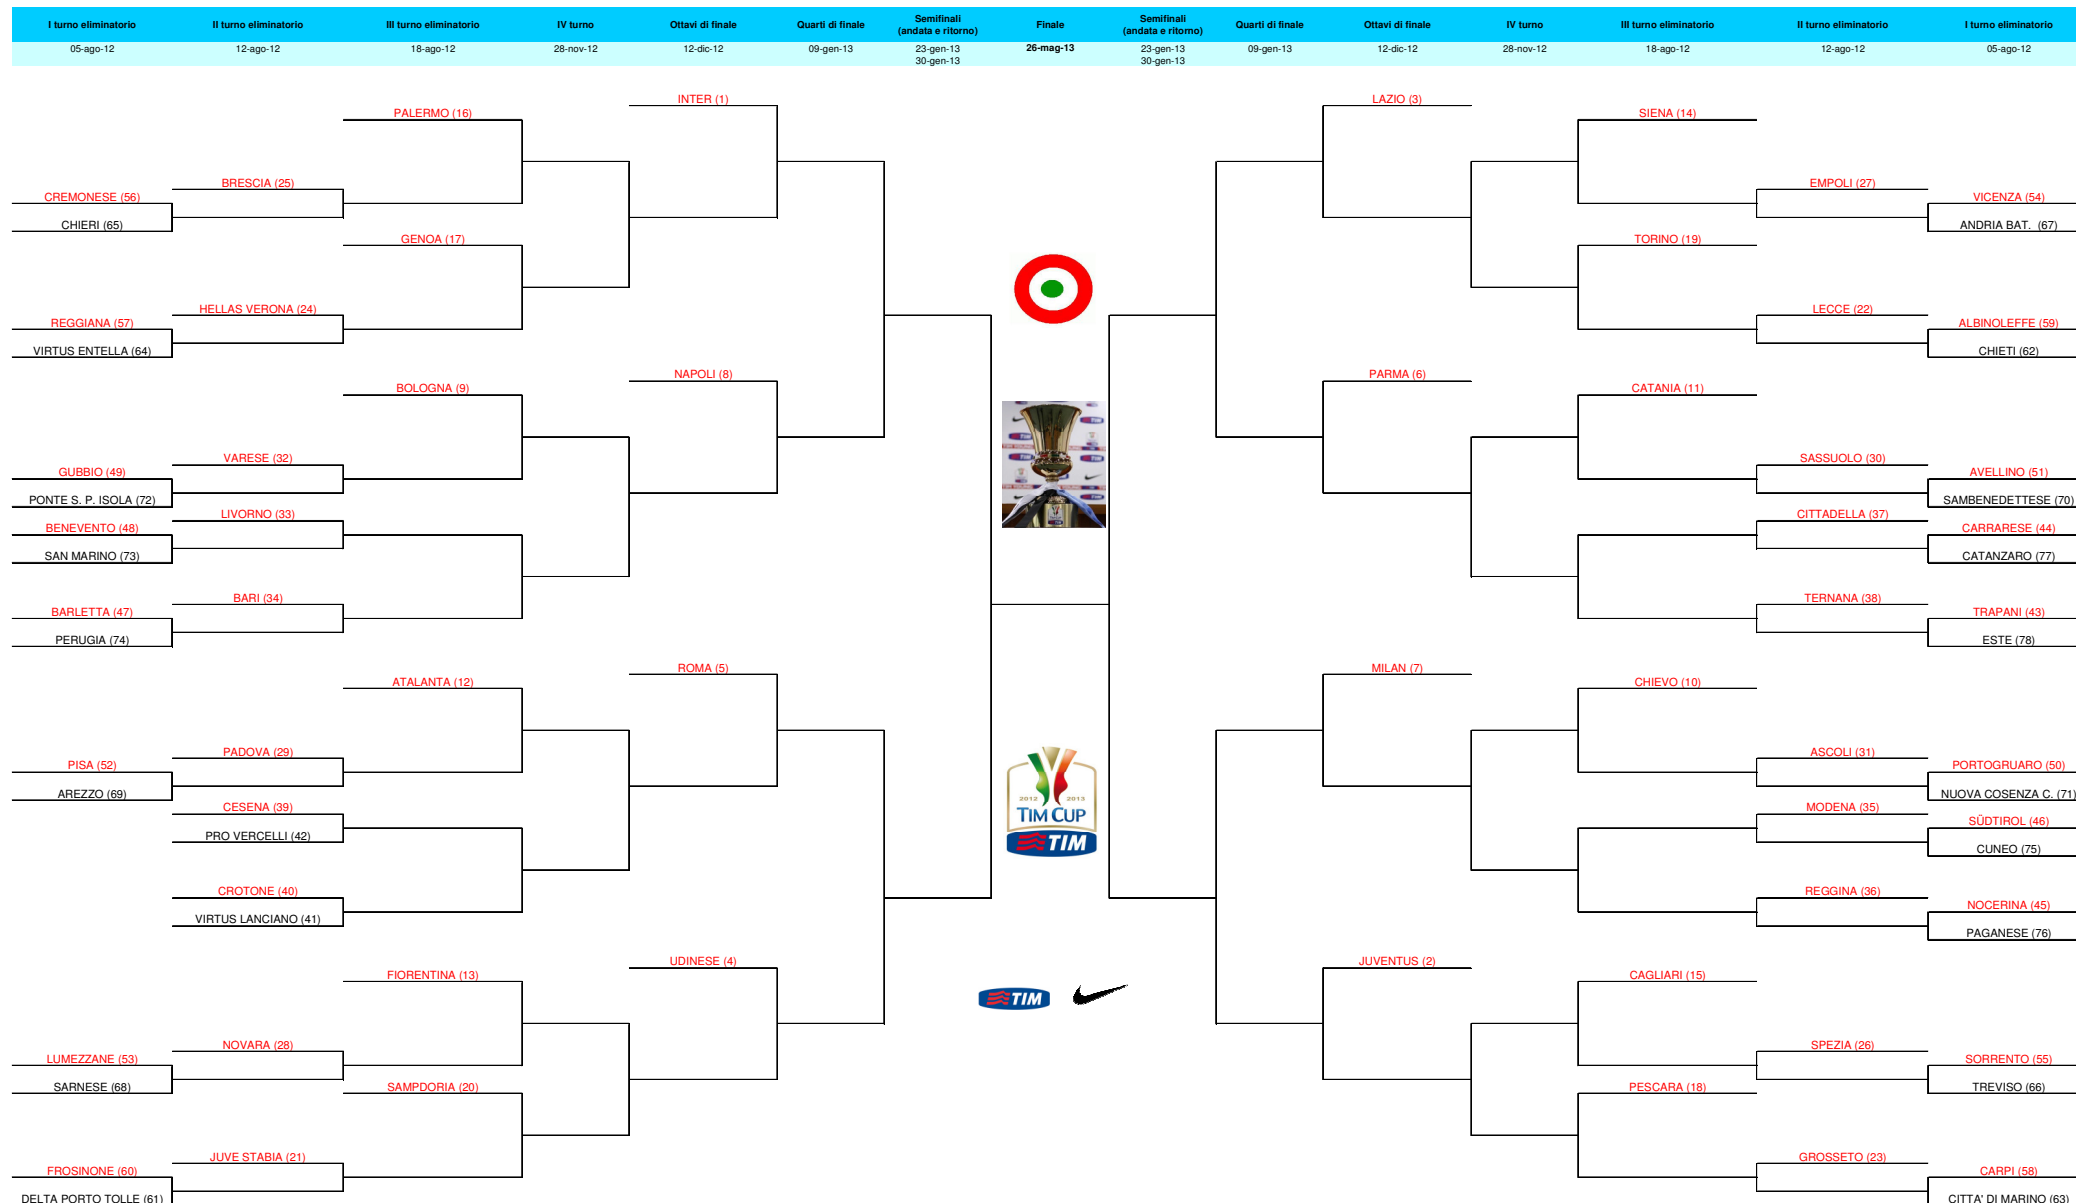 I turno eliminatorio
II turno eliminatorio
III turno eliminatorio
IV turno
Ottavi di finale
Quarti di finale
Semifinali
(andata e ritorno)
Finale
Semifinali
(andata e ritorno)
Quarti di finale
Ottavi di finale
IV turno
III turno eliminatorio
II turno eliminatorio
I turno eliminatorio
05-ago-12
12-ago-12
18-ago-12
28-nov-12
12-dic-12
09-gen-13
23-gen-13
30-gen-13
26-mag-13
23-gen-13
30-gen-13
09-gen-13
12-dic-12
28-nov-12
18-ago-12
12-ago-12
05-ago-12
INTER (1)
LAZIO (3)
PALERMO (16)
SIENA (14)
BRESCIA (25)
EMPOLI (27)
CREMONESE (56)
VICENZA (54)
CHIERI (65)
ANDRIA BAT. (67)
GENOA (17)
TORINO (19)
HELLAS VERONA (24)
LECCE (22)
REGGIANA (57)
ALBINOLEFFE (59)
VIRTUS ENTELLA (64)
CHIETI (62)
NAPOLI (8)
PARMA (6)
BOLOGNA (9)
CATANIA (11)
VARESE (32)
SASSUOLO (30)
GUBBIO (49)
AVELLINO (51)
PONTE S. P. ISOLA (72)
SAMBENEDETTESE (70)
LIVORNO (33)
CITTADELLA (37)
BENEVENTO (48)
CARRARESE (44)
SAN MARINO (73)
CATANZARO (77)
BARI (34)
TERNANA (38)
BARLETTA (47)
TRAPANI (43)
PERUGIA (74)
ESTE (78)
ROMA (5)
MILAN (7)
ATALANTA (12)
CHIEVO (10)
PADOVA (29)
ASCOLI (31)
PISA (52)
PORTOGRUARO (50)
AREZZO (69)
NUOVA COSENZA C. (71)
2012 2013
TIM CUP
TIM
CESENA (39)
MODENA (35)
PRO VERCELLI (42)
SÜDTIROL (46)
CUNEO (75)
CROTONE (40)
REGGINA (36)
VIRTUS LANCIANO (41)
NOCERINA (45)
PAGANESE (76)
UDINESE (4)
JUVENTUS (2)
FIORENTINA (13)
CAGLIARI (15)
TIM
NOVARA (28)
SPEZIA (26)
LUMEZZANE (53)
SORRENTO (55)
SARNESE (68)
TREVISO (66)
SAMPDORIA (20)
PESCARA (18)
JUVE STABIA (21)
GROSSETO (23)
FROSINONE (60)
CARPI (58)
DELTA PORTO TOLLE (61)
CITTA' DI MARINO (63)